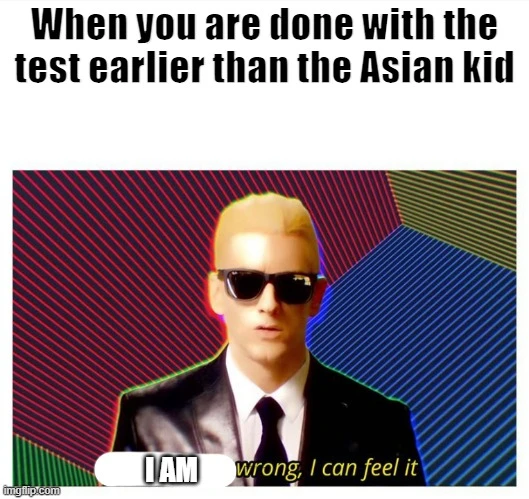 When you are done with the
test earlier than the Asian kid
I AM wrong, I can feel it
imgflip.com